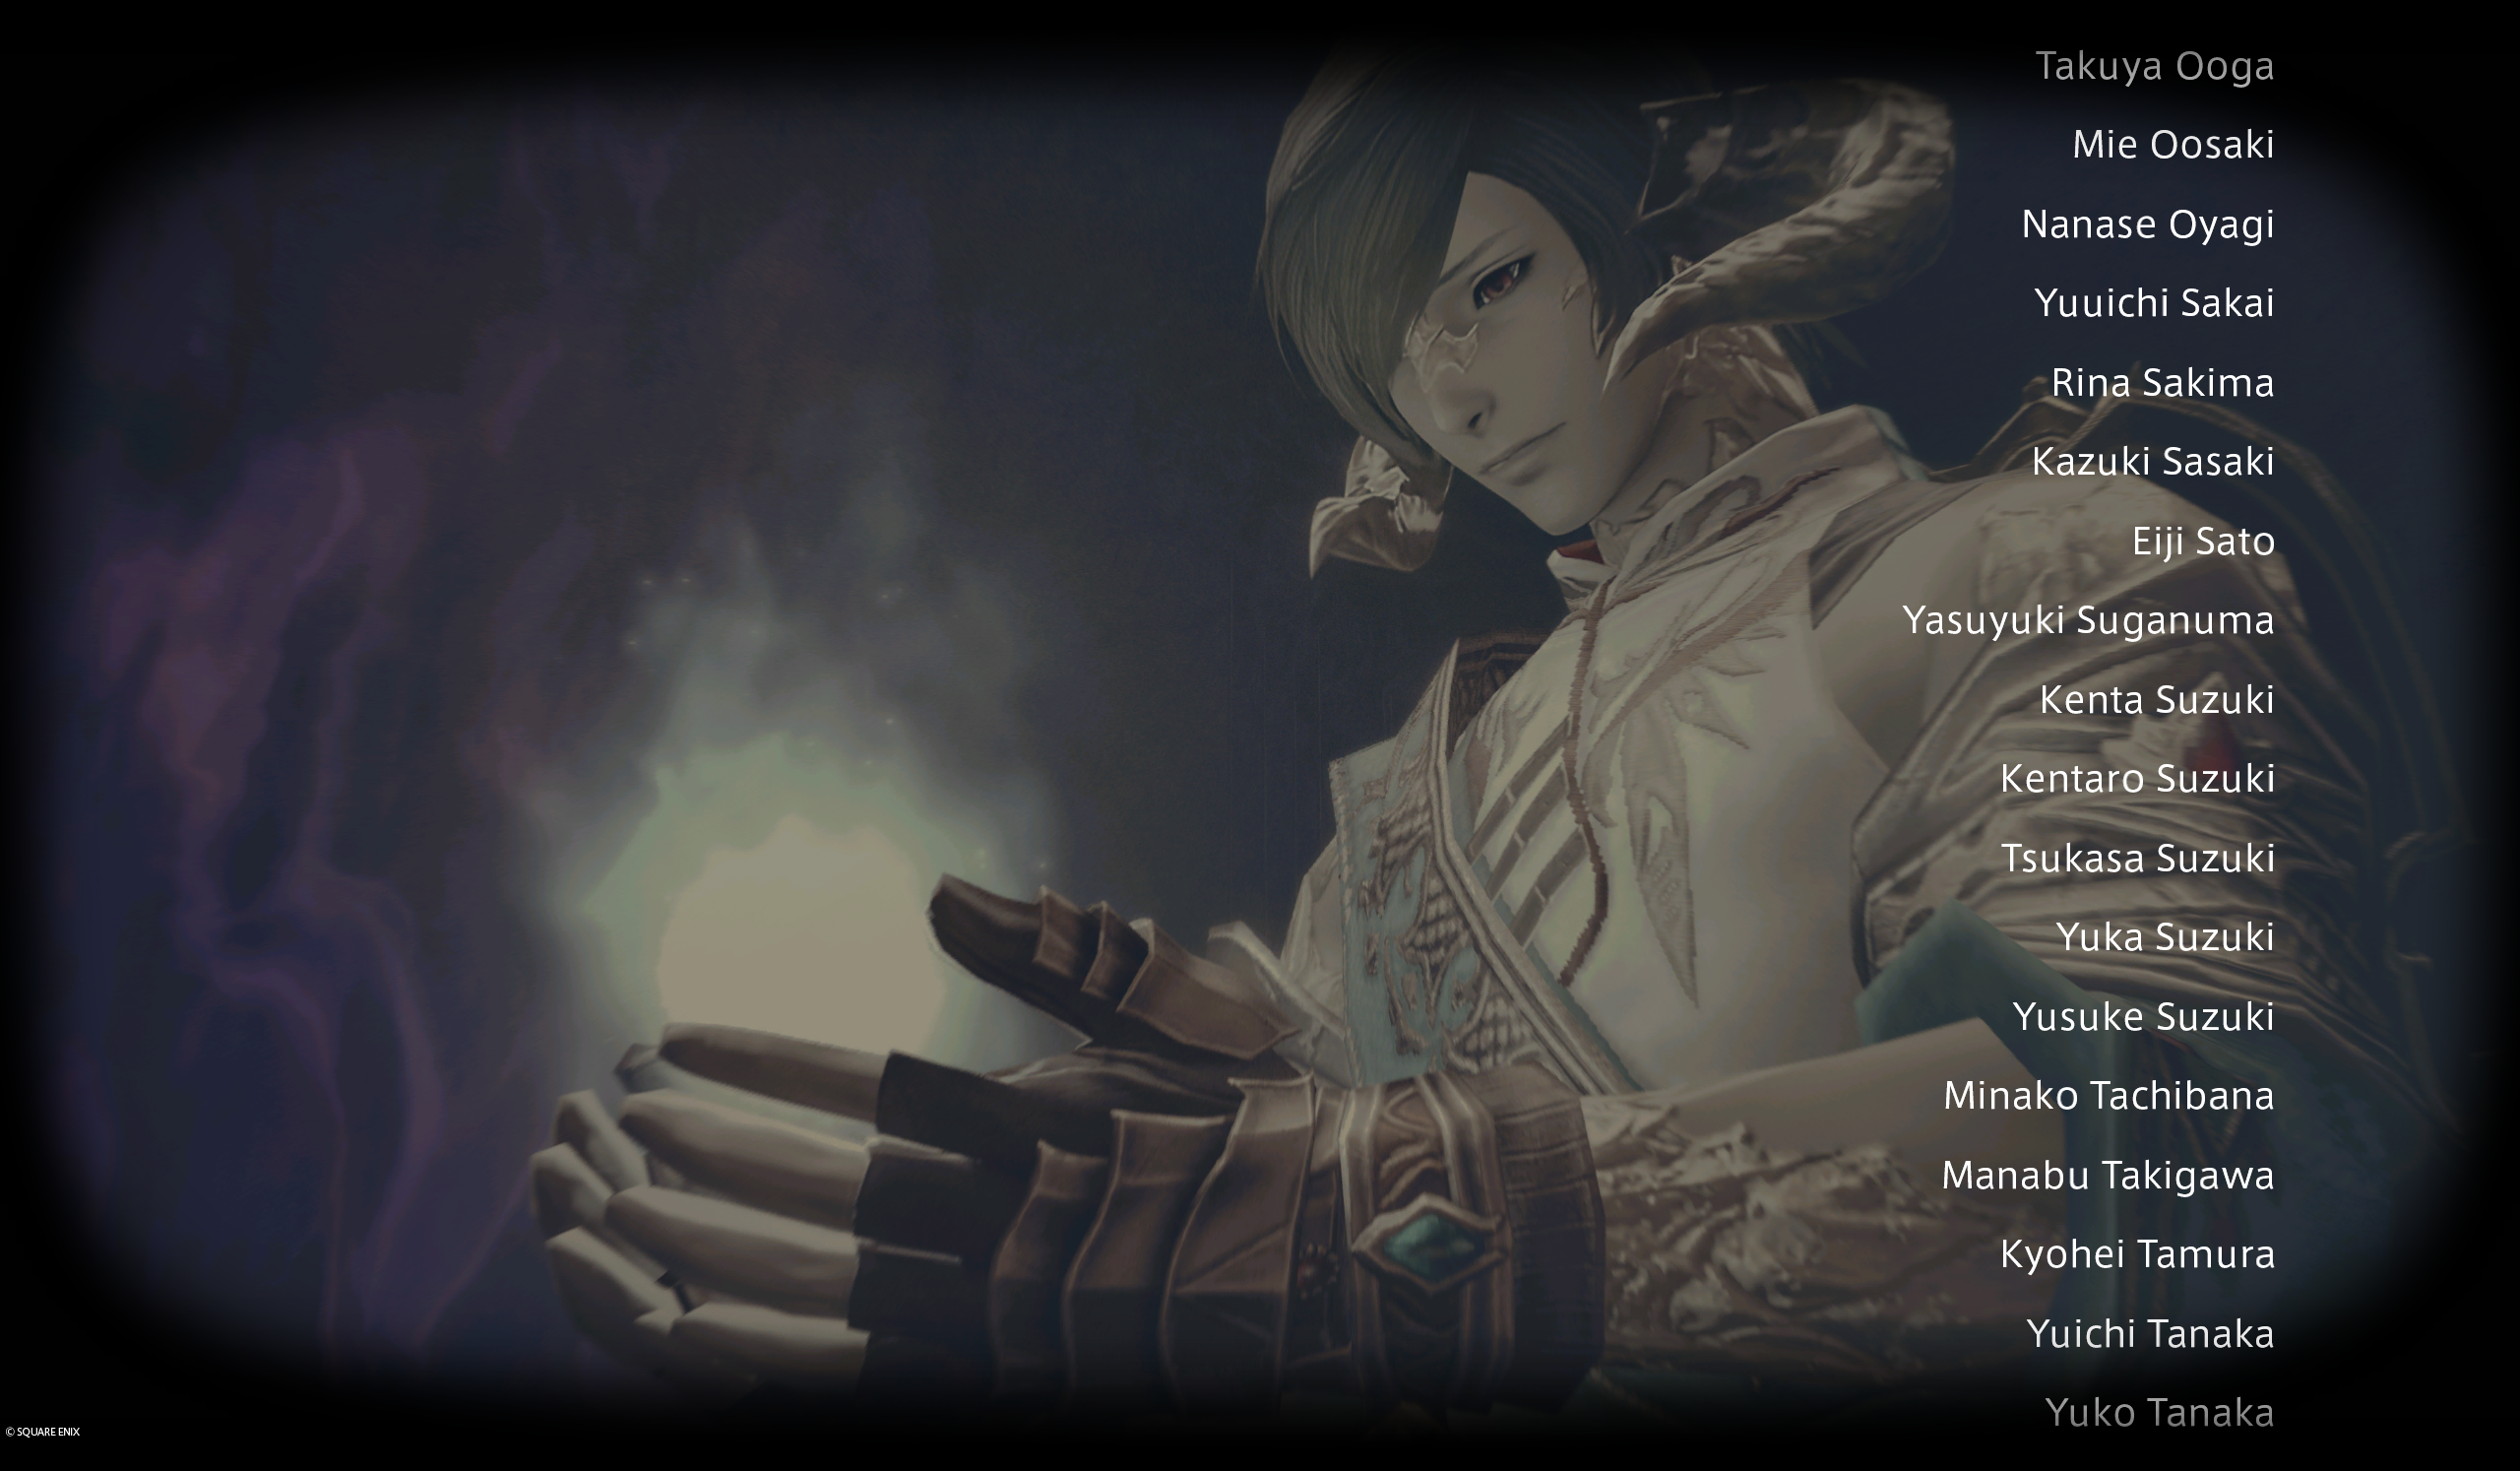 Takuya Ooga
Mie Oosaki
Nanase Oyagi
Yuuichi Sakai
Rina Sakima
Kazuki Sasaki
Eiji Sato
Yasuyuki Suganuma
Kenta Suzuki
Kentaro Suzuki
Tsukasa Suzuki
Yuka Suzuki
Yusuke Suzuki
Minako Tachibana
Manabu Takigawa
Kyohei Tamura
Yuichi Tanaka
Yuko Tanaka
© SQUARE ENIX